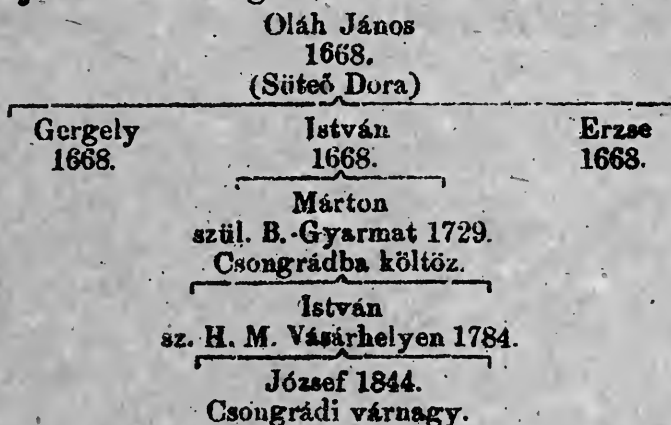 Oláh János
1668.
(Süteő Dora)
Gergely István Erzse
1668. 1668. 1668.
Márton
szül. B.-Gyarmat 1729.
Csongrádba költöz.
István
sz. H. M. Vásárhelyen 1784.
József 1844.
Csongrádi várnagy.